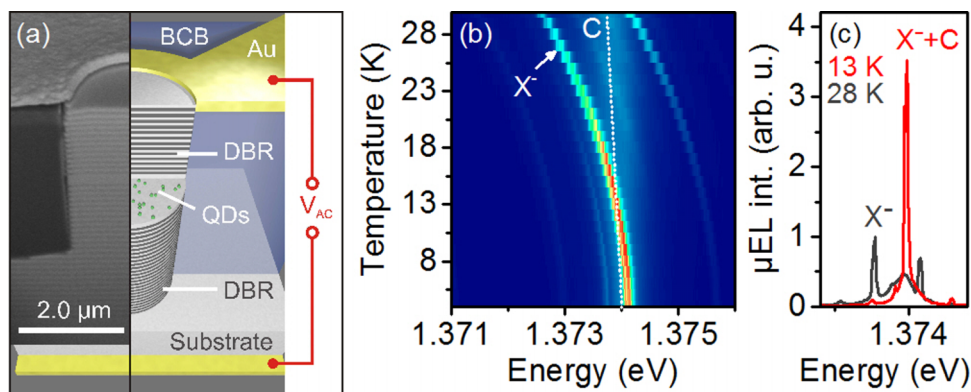 (a)
BCB
Au
DBR
QDs
V_AC
DBR
2.0 µm
Substrate
(b)
C
X⁻
Temperature (K)
28
23
18
13
8
1.371
1.373
1.375
Energy (eV)
(c)
X⁻+C
13 K
28 K
X⁻
µEL int. (arb. u.)
4
3
2
1
0
1.374
Energy (eV)